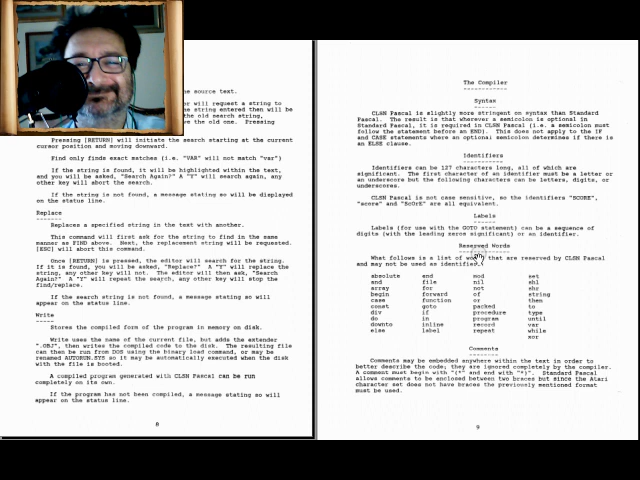 he source text.
er will request a string to
string entered then will be
the old search string,
ve the old one. Pressing
Pressing [RETURN] will initiate the search starting at the current
cursor position and moving downward.
Find only finds exact matches (i.e. "VAR" will not match "var")
If the string is found, it will be highlighted within the text,
and you will be asked, "Search Again?" A "Y" will search again, any
other key will abort the search.
If the string is not found, a message stating so will be displayed
on the status line.
Replace
-------
Replaces a specified string in the text with another.
This command will first ask for the string to find in the same
manner as FIND above. Next, the replacement string will be requested.
[ESC] will abort this command.
Once [RETURN] is pressed, the editor will search for the string.
If it is found, you will be asked, "Replace?" A "Y" will replace the
string, any other key will not. The editor will then ask, "Search
Again?" A "Y" will repeat the search, any other key will stop the
find/replace.
If the search string is not found, a message stating so will
appear on the status line.
Write
-----
Stores the compiled form of the program in memory on disk.
Write uses the name of the current file, but adds the extender
".OBJ", then writes the compiled code to the disk. The resulting file
can then be run from DOS using the binary load command, or may be
renamed AUTORUN.SYS so it may be automatically executed when the disk
with the file is booted.
A compiled program generated with CLSN Pascal can be run
completely on its own.
If the program has not been compiled, a message stating so will
appear on the status line.
8
The Compiler
------------
Syntax
------
CLSN Pascal is slightly more stringent on syntax than Standard
Pascal. The result is that wherever a semicolon is optional in
Standard Pascal, it is required in CLSN Pascal (i.e. a semicolon must
follow the statement before an END). This does not apply to the IF
and CASE statements where an optional semicolon determines if there is
an ELSE clause.
Identifiers
-----------
Identifiers can be 127 characters long, all of which are
significant. The first character of an identifier must be a letter or
an underscore but the following characters can be letters, digits, or
underscores.
CLSN Pascal is not case sensitive, so the identifiers "SCORE",
"score" and "ScOrE" are all equivalent.
Labels
------
Labels (for use with the GOTO statement) can be a sequence of
digits (with the leading zeros significant) or an identifier.
Reserved Words
--------------
What follows is a list of words that are reserved by CLSN Pascal
and may not be used as identifiers.
absolute end mod set
and file nil shl
array for not shr
begin forward of string
case function or then
const goto packed to
div if procedure type
do in program until
downto inline record var
else label repeat while
xor
Comments
--------
Comments may be embedded anywhere within the text in order to
better describe the code; they are ignored completely by the compiler.
A comment must begin with "(*" and end with "*)". Standard Pascal
allows comments to be enclosed between two braces but since the Atari
character set does not have braces the previously mentioned format
must be used.
9